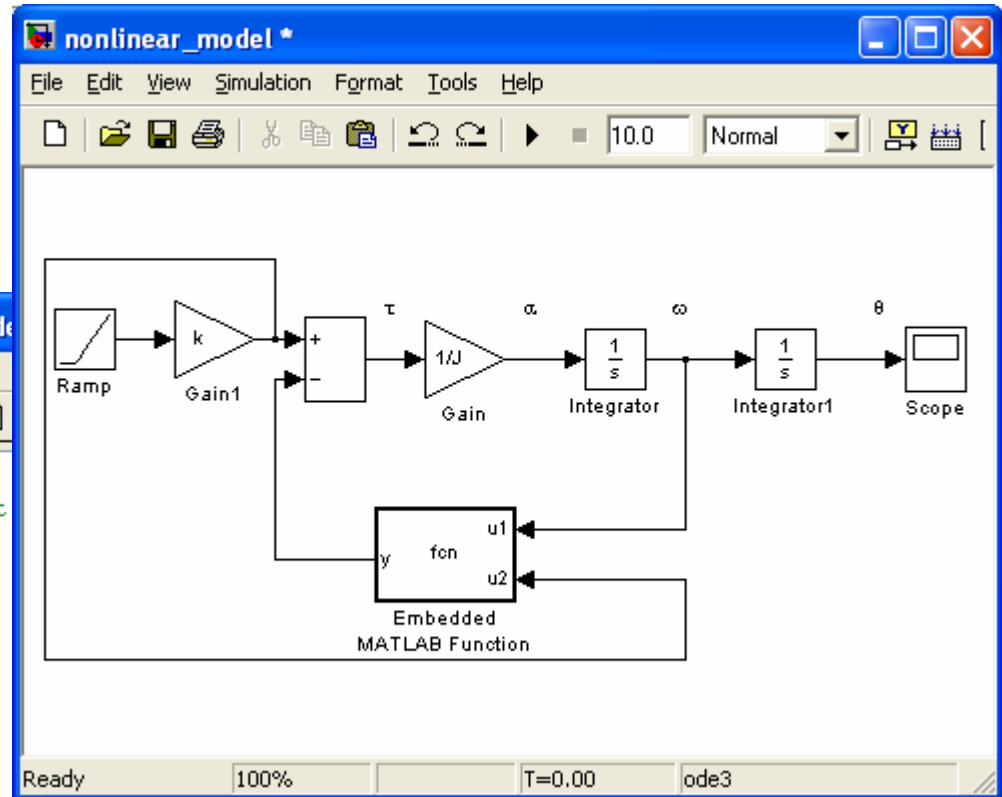 nonlinear_model *
File Edit View Simulation Format Tools Help
10.0 Normal
τ α ω θ
k
+
−
1/J
1
s
1
s
Ramp
Gain1
Gain
Integrator
Integrator1
Scope
u1
y
fcn
u2
Embedded
MATLAB Function
Ready 100% T=0.00 ode3